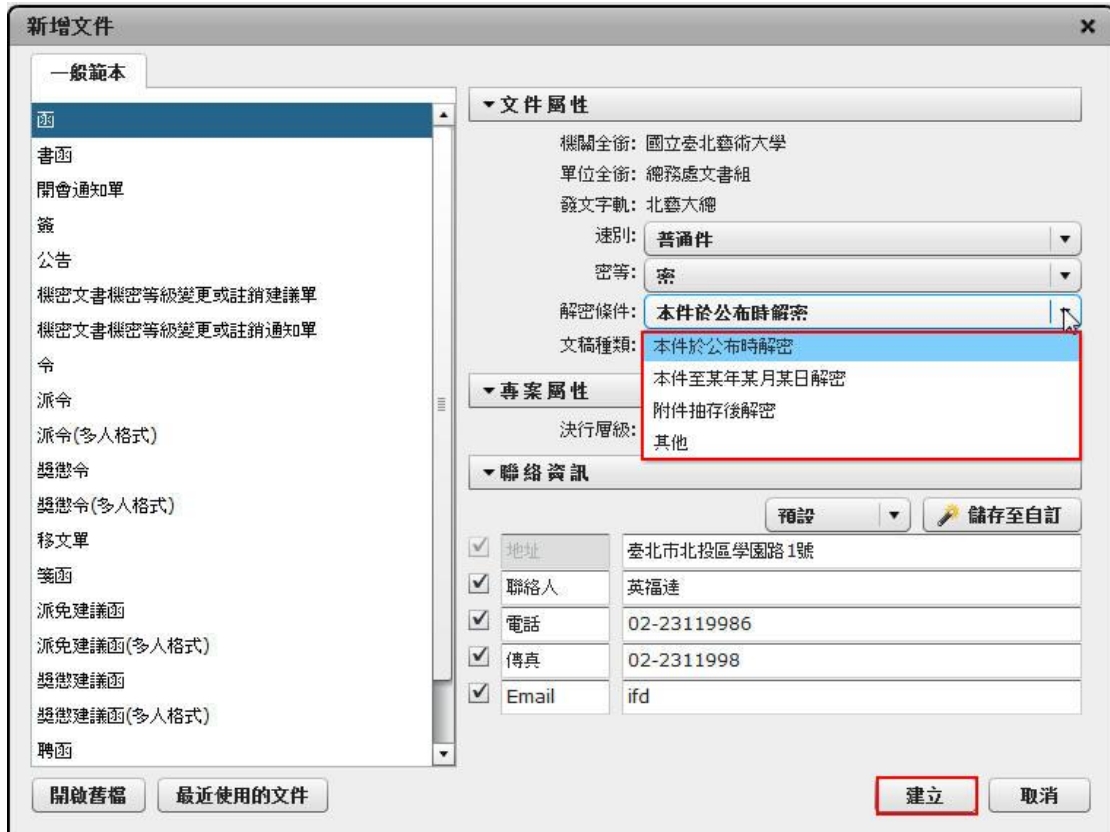 新增文件
一般範本
函
書函
開會通知單
簽
公告
機密文書機密等級變更或註銷建議單
機密文書機密等級變更或註銷通知單
令
派令
派令(多人格式)
獎懲令
獎懲令(多人格式)
移文單
箋函
派免建議函
派免建議函(多人格式)
獎懲建議函
獎懲建議函(多人格式)
聘函
開啟舊檔
最近使用的文件
文件屬性
機關全銜: 國立臺北藝術大學
單位全銜: 總務處文書組
發文字軌: 北藝大總
速別: 普通件
密等: 密
解密條件: 本件於公布時解密
文稿種類:
本件於公布時解密
本件至某年某月某日解密
附件抽存後解密
其他
專案屬性
決行層級:
聯絡資訊
預設
儲存至自訂
地址 臺北市北投區學園路1號
聯絡人 英福達
電話 02-23119986
傳真 02-2311998
Email ifd
建立
取消